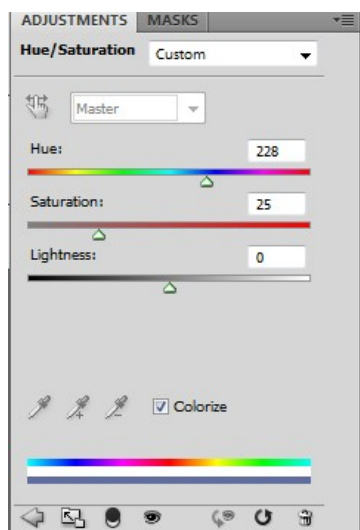 ADJUSTMENTS MASKS
Hue/Saturation Custom
Master
Hue: 228
Saturation: 25
Lightness: 0
Colorize